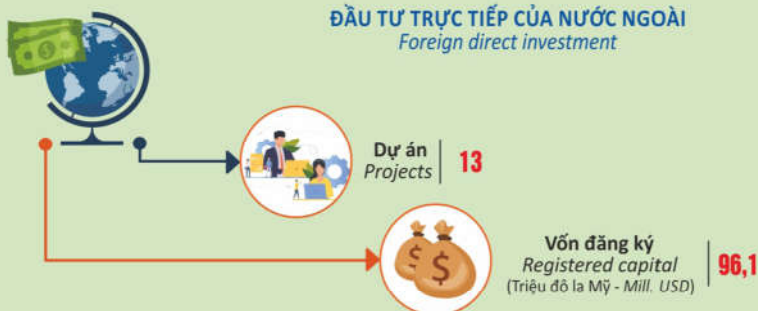 ĐẦU TƯ TRỰC TIẾP CỦA NƯỚC NGOÀI
Foreign direct investment
Dự án
Projects
13
Vốn đăng ký
Registered capital
(Triệu đô la Mỹ - Mill. USD)
96,1